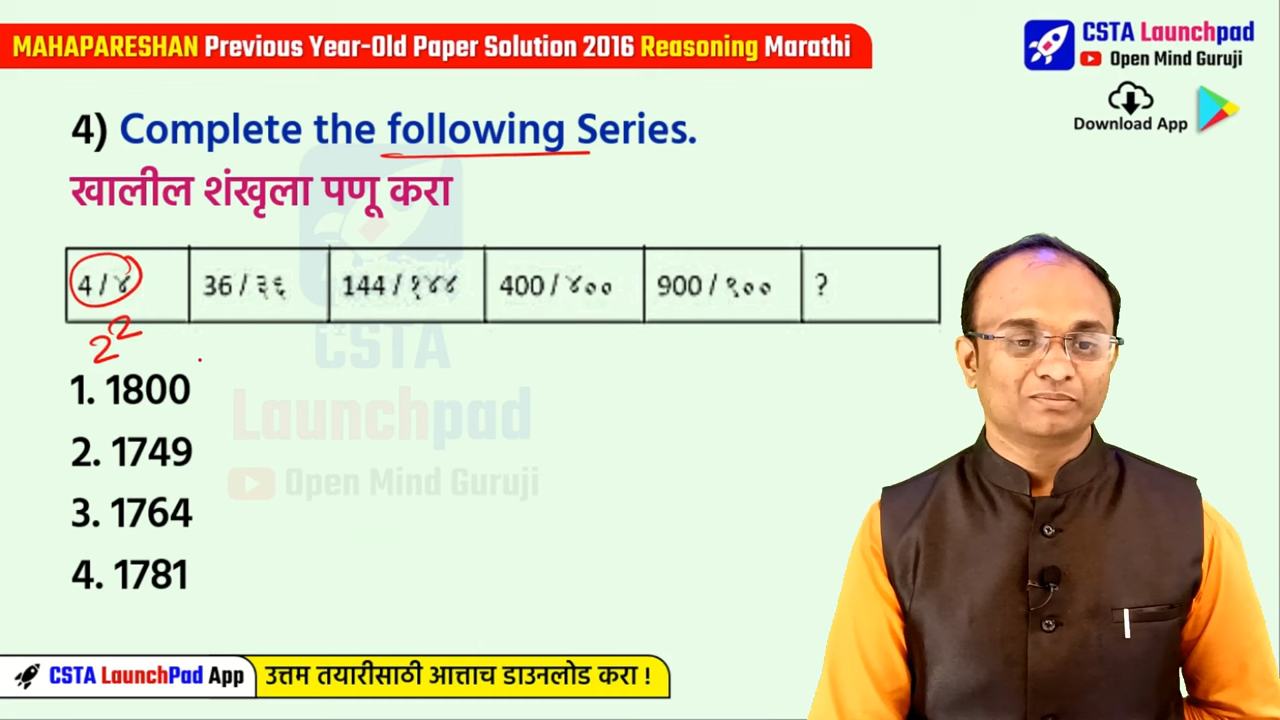 MAHAPARESHAN Previous Year-Old Paper Solution 2016 Reasoning Marathi
CSTA Launchpad
Open Mind Guruji
Download App
4) Complete the following Series.
खालील शंखृला पणू करा
4 / ४ 36 / ३६ 144 / १४४ 400 / ४०० 900 / ९०० ?
2²
1. 1800
2. 1749
3. 1764
4. 1781
CSTA
Launchpad
Open Mind Guruji
CSTA LaunchPad App उत्तम तयारीसाठी आत्ताच डाउनलोड करा !